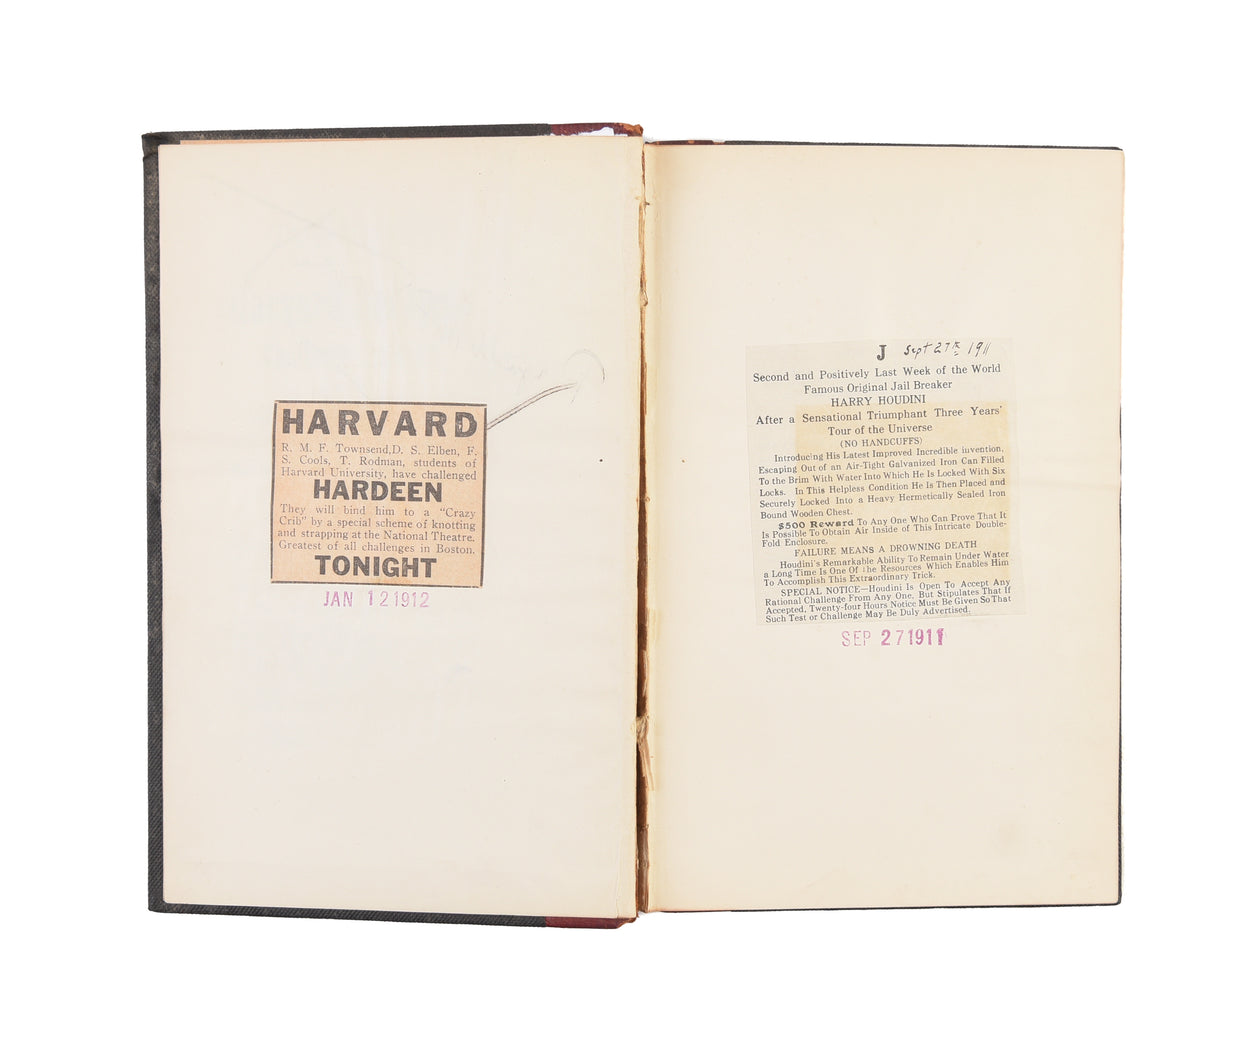 HARVARD
R. M. F. Townsend, D. S. Elben, F.
S. Cools, T. Rodman, students of
Harvard University, have challenged
HARDEEN
They will bind him to a "Crazy
Crib" by a special scheme of knotting
and strapping at the National Theatre.
Greatest of all challenges in Boston.
TONIGHT
JAN 12 1912
J Sept 27th 1911
Second and Positively Last Week of the World
Famous Original Jail Breaker
HARRY HOUDINI
After a Sensational Triumphant Three Years'
Tour of the Universe
(NO HANDCUFFS)
Introducing His Latest Improved Incredible invention,
Escaping Out of an Air-Tight Galvanized Iron Can Filled
To the Brim With Water Into Which He Is Locked With Six
Locks. In This Helpless Condition He Is Then Placed and
Securely Locked Into a Heavy Hermetically Sealed Iron
Bound Wooden Chest.
$500 Reward To Any One Who Can Prove That It
Is Possible To Obtain Air Inside of This Intricate Double-
Fold Enclosure.
FAILURE MEANS A DROWNING DEATH
Houdini's Remarkable Ability To Remain Under Water
a Long Time Is One Of the Resources Which Enables Him
To Accomplish This Extraordinary Trick.
SPECIAL NOTICE—Houdini Is Open To Accept Any
Rational Challenge From Any One, But Stipulates That If
Accepted, Twenty-four Hours Notice Must Be Given So That
Such Test or Challenge May Be Duly Advertised.
SEP 27 1911